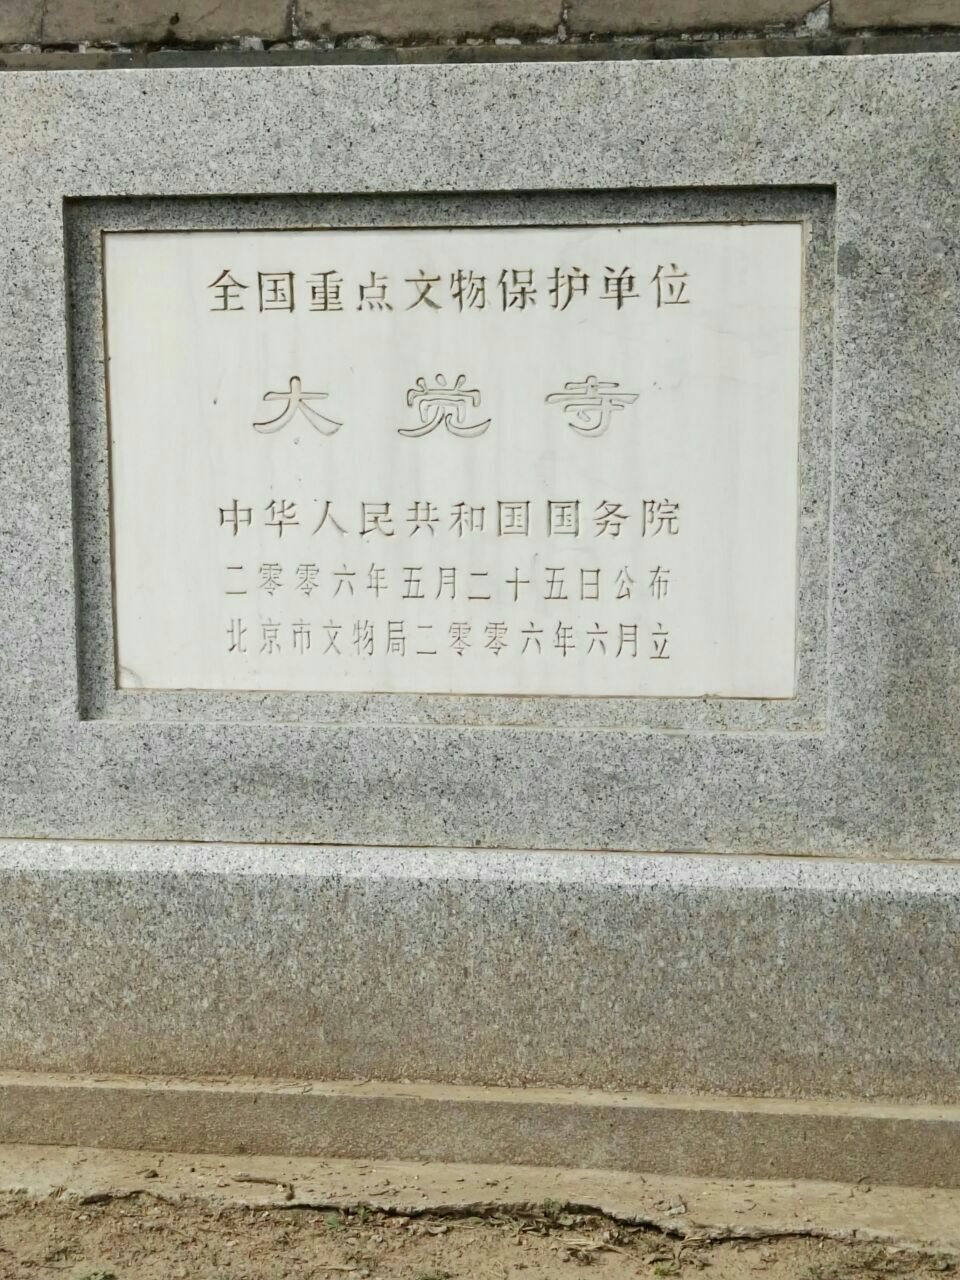 全国重点文物保护单位
大觉寺
中华人民共和国国务院
二零零六年五月二十五日公布
北京市文物局二零零六年六月立